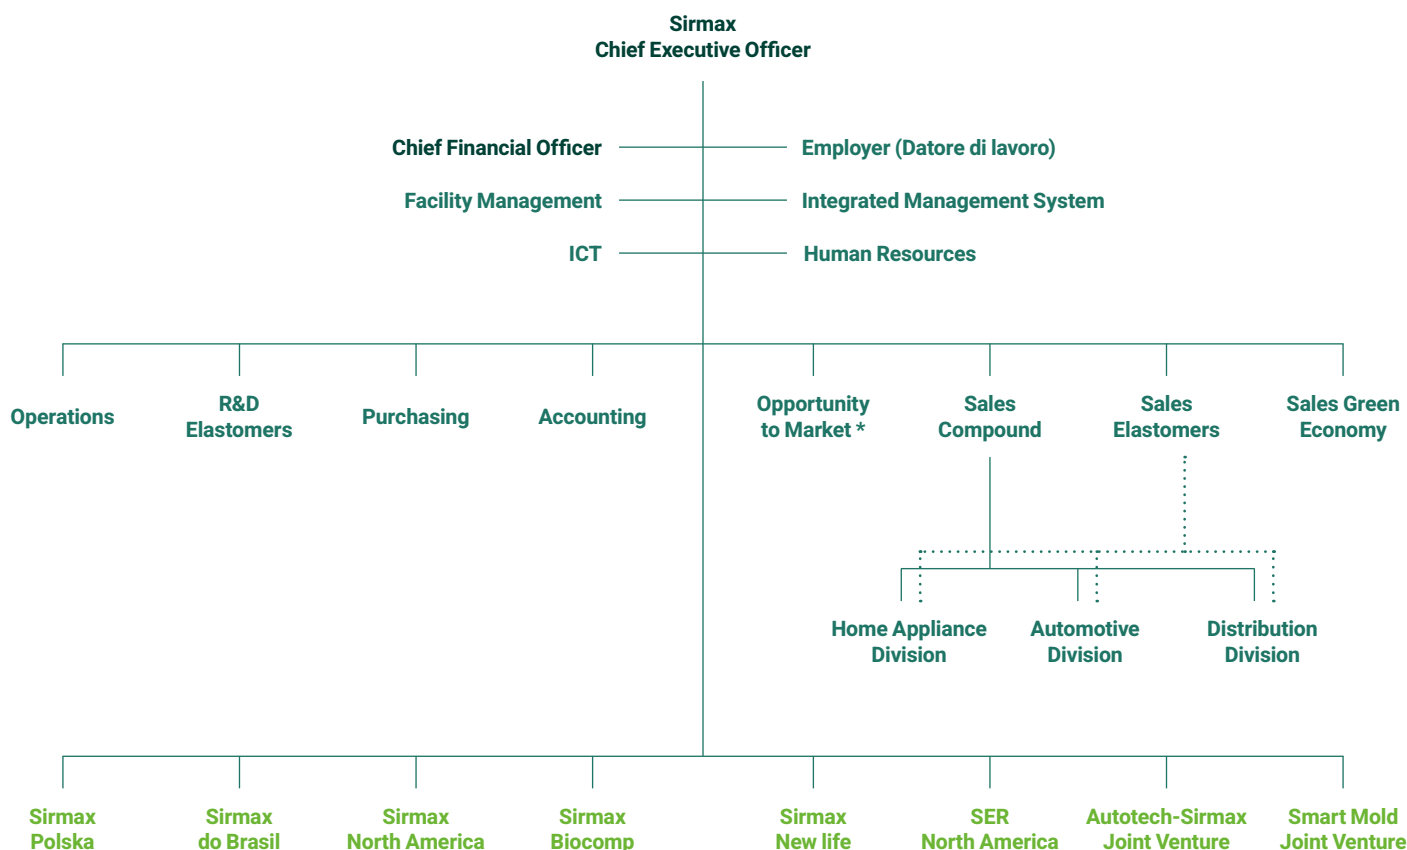 Sirmax
Chief Executive Officer
Chief Financial Officer
Employer (Datore di lavoro)
Facility Management
Integrated Management System
ICT
Human Resources
Operations
R&D
Elastomers
Purchasing
Accounting
Opportunity
to Market *
Sales
Compound
Sales
Elastomers
Sales Green
Economy
Home Appliance
Division
Automotive
Division
Distribution
Division
Sirmax
Polska
Sirmax
do Brasil
Sirmax
North America
Sirmax
Biocomp
Sirmax
New life
SER
North America
Autotech-Sirmax
Joint Venture
Smart Mold
Joint Venture